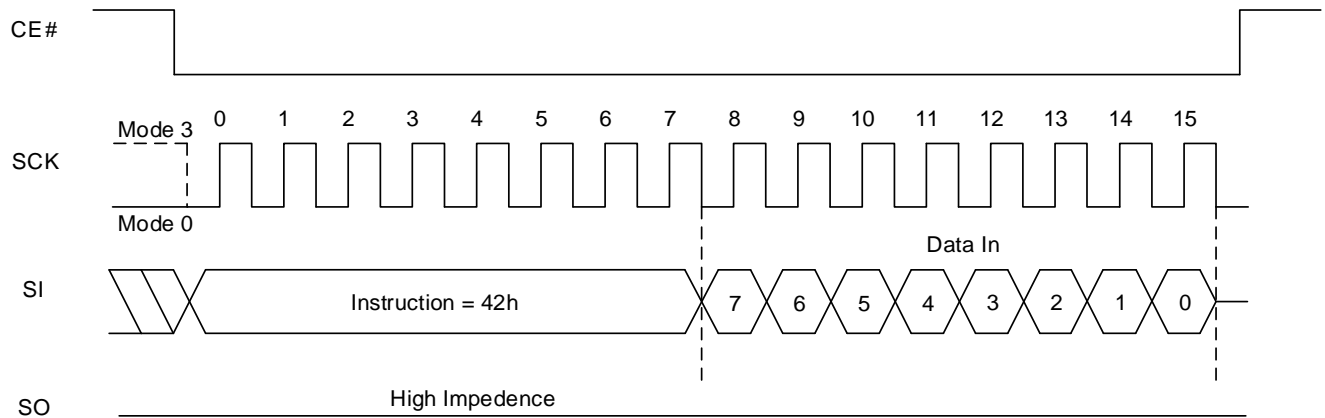 CE#
Mode 3
0 1 2 3 4 5 6 7 8 9 10 11 12 13 14 15
SCK
Mode 0
Data In
SI
Instruction = 42h
7 6 5 4 3 2 1 0
High Impedence
SO